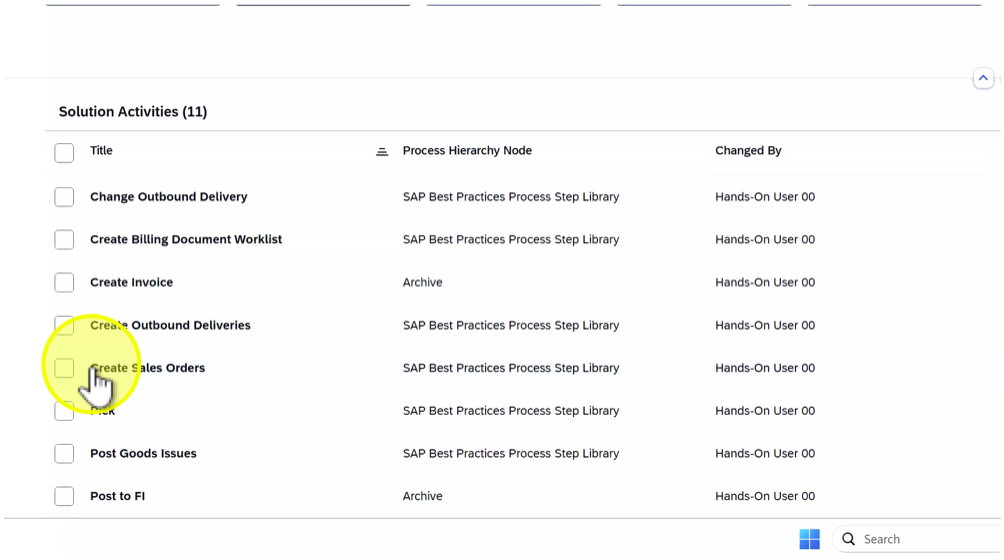 Solution Activities (11)
Title Process Hierarchy Node Changed By
Change Outbound Delivery SAP Best Practices Process Step Library Hands-On User 00
Create Billing Document Worklist SAP Best Practices Process Step Library Hands-On User 00
Create Invoice Archive Hands-On User 00
Create Outbound Deliveries SAP Best Practices Process Step Library Hands-On User 00
Create Sales Orders SAP Best Practices Process Step Library Hands-On User 00
Pick SAP Best Practices Process Step Library Hands-On User 00
Post Goods Issues SAP Best Practices Process Step Library Hands-On User 00
Post to FI Archive Hands-On User 00
Search